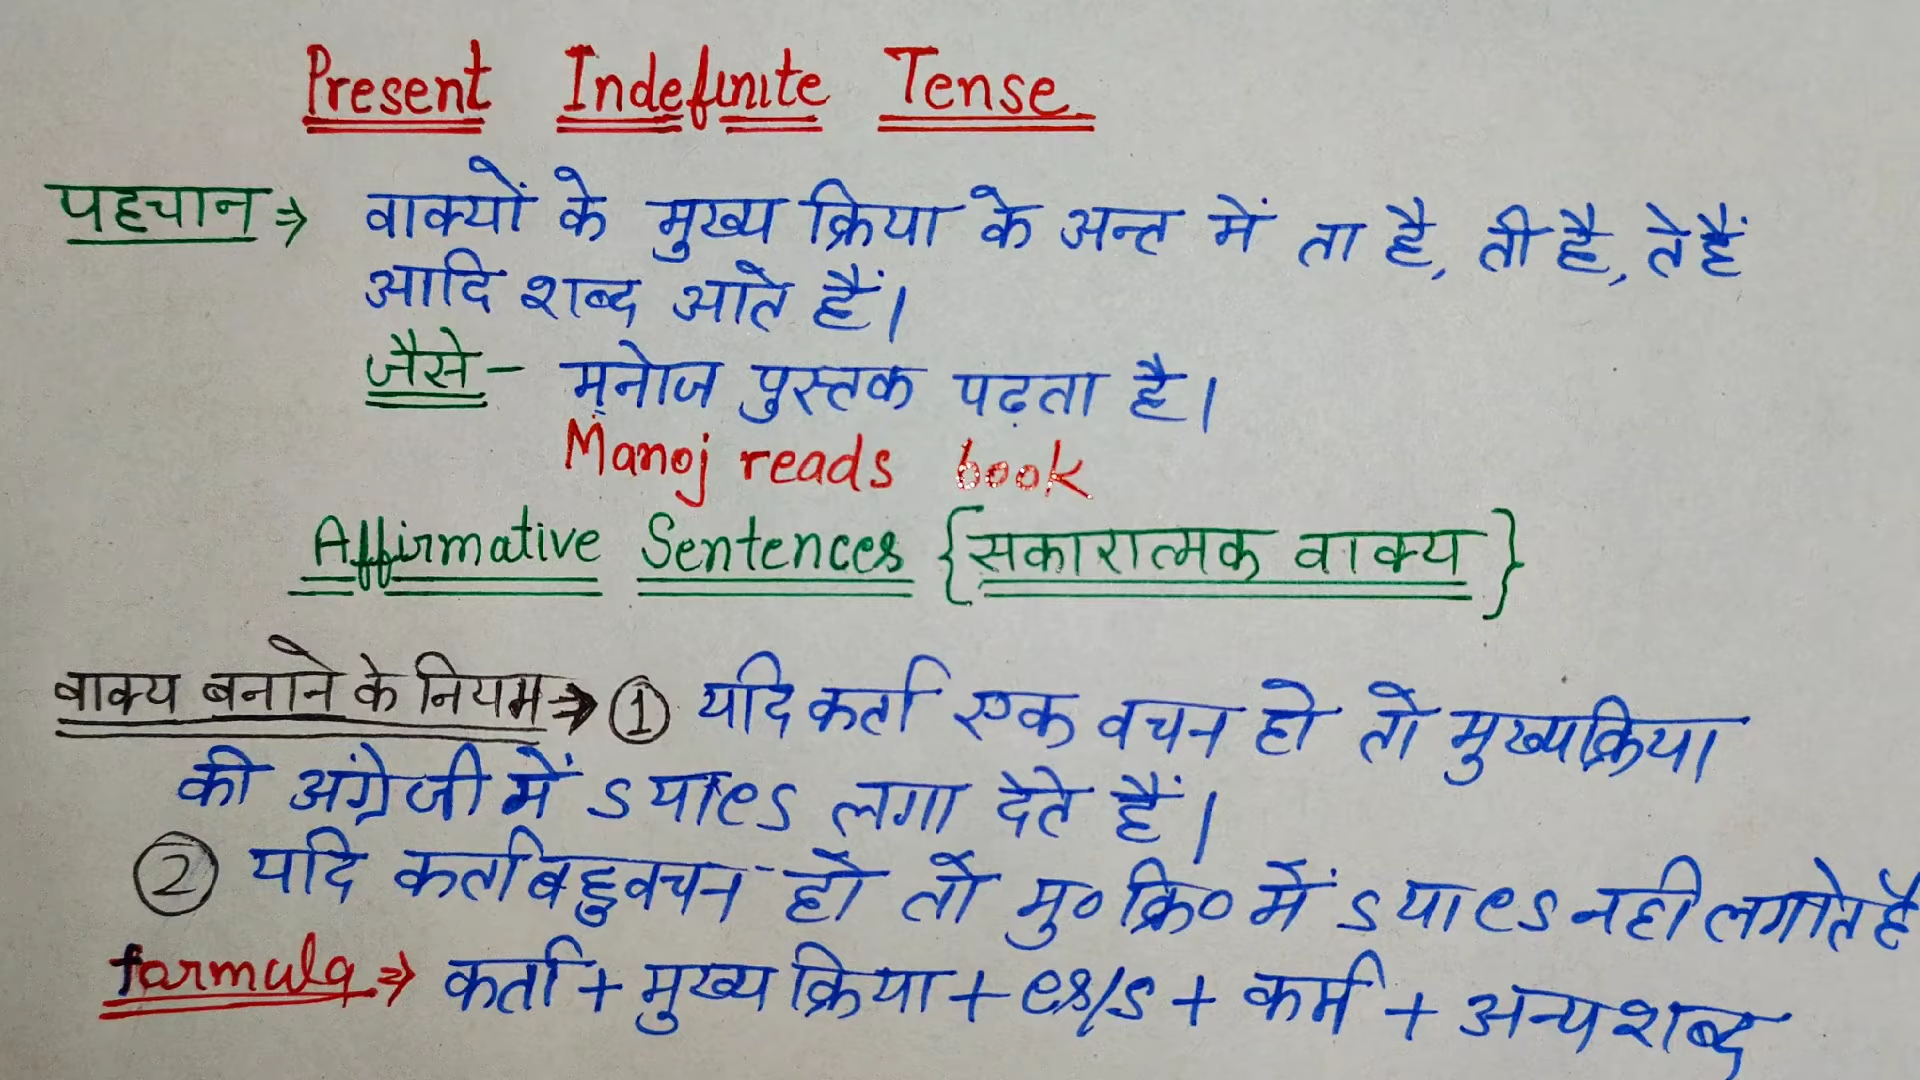 Present Indefinite Tense
पहचान ⇒ वाक्यों के मुख्य क्रिया के अन्त में ता है, ती है, ते हैं
आदि शब्द आते हैं।
जैसे - मनोज पुस्तक पढ़ता है।
Manoj reads book
Affirmative Sentences {सकारात्मक वाक्य}
वाक्य बनाने के नियम ⇒ ① यदि कर्ता एक वचन हो तो मुख्य क्रिया
की अंग्रेजी में s या es लगा देते हैं।
② यदि कर्ता बहुवचन हो तो मु० क्रि० में s या es नही लगाते है
formula ⇒ कर्ता + मुख्य क्रिया + es/s + कर्म + अन्य शब्द